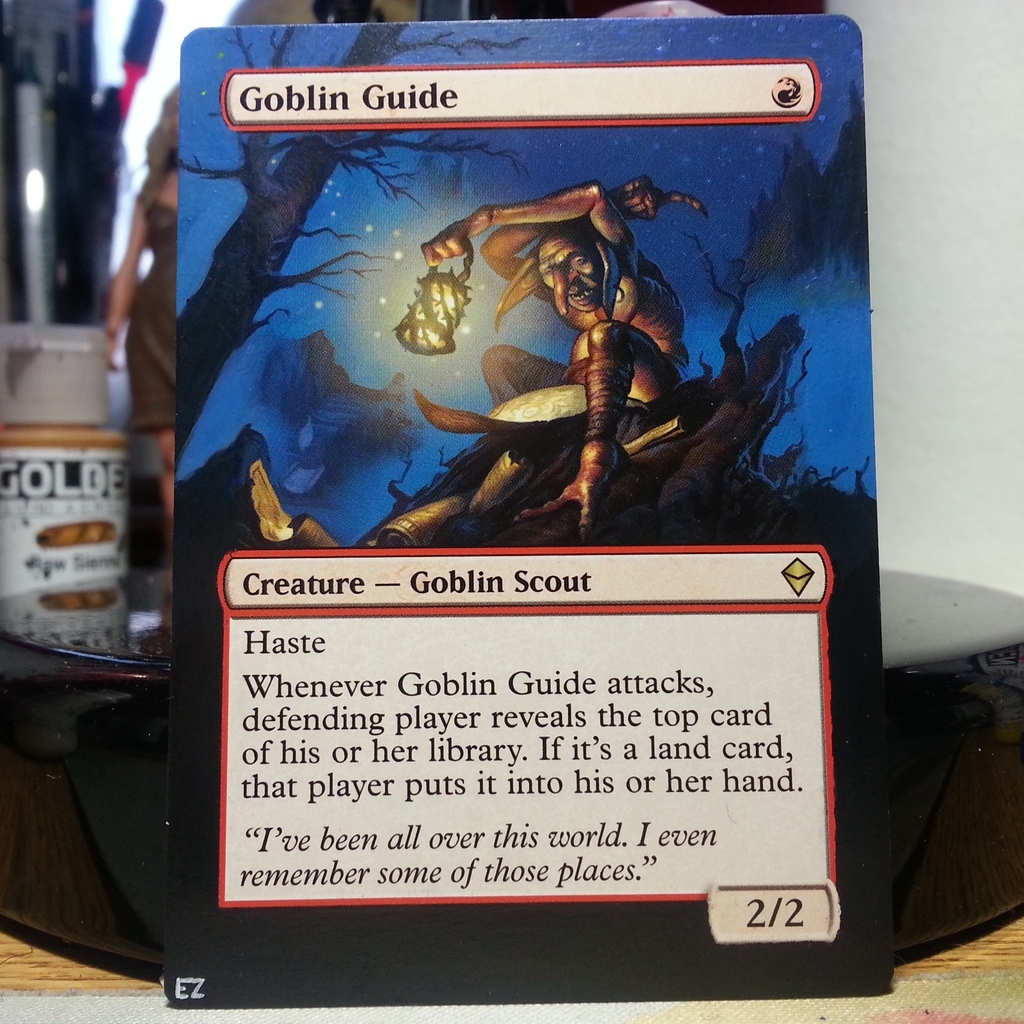 Goblin Guide
GOLDE
Raw Sienn
Creature — Goblin Scout
Haste
Whenever Goblin Guide attacks,
defending player reveals the top card
of his or her library. If it's a land card,
that player puts it into his or her hand.
“I've been all over this world. I even
remember some of those places.”
2/2
EZ